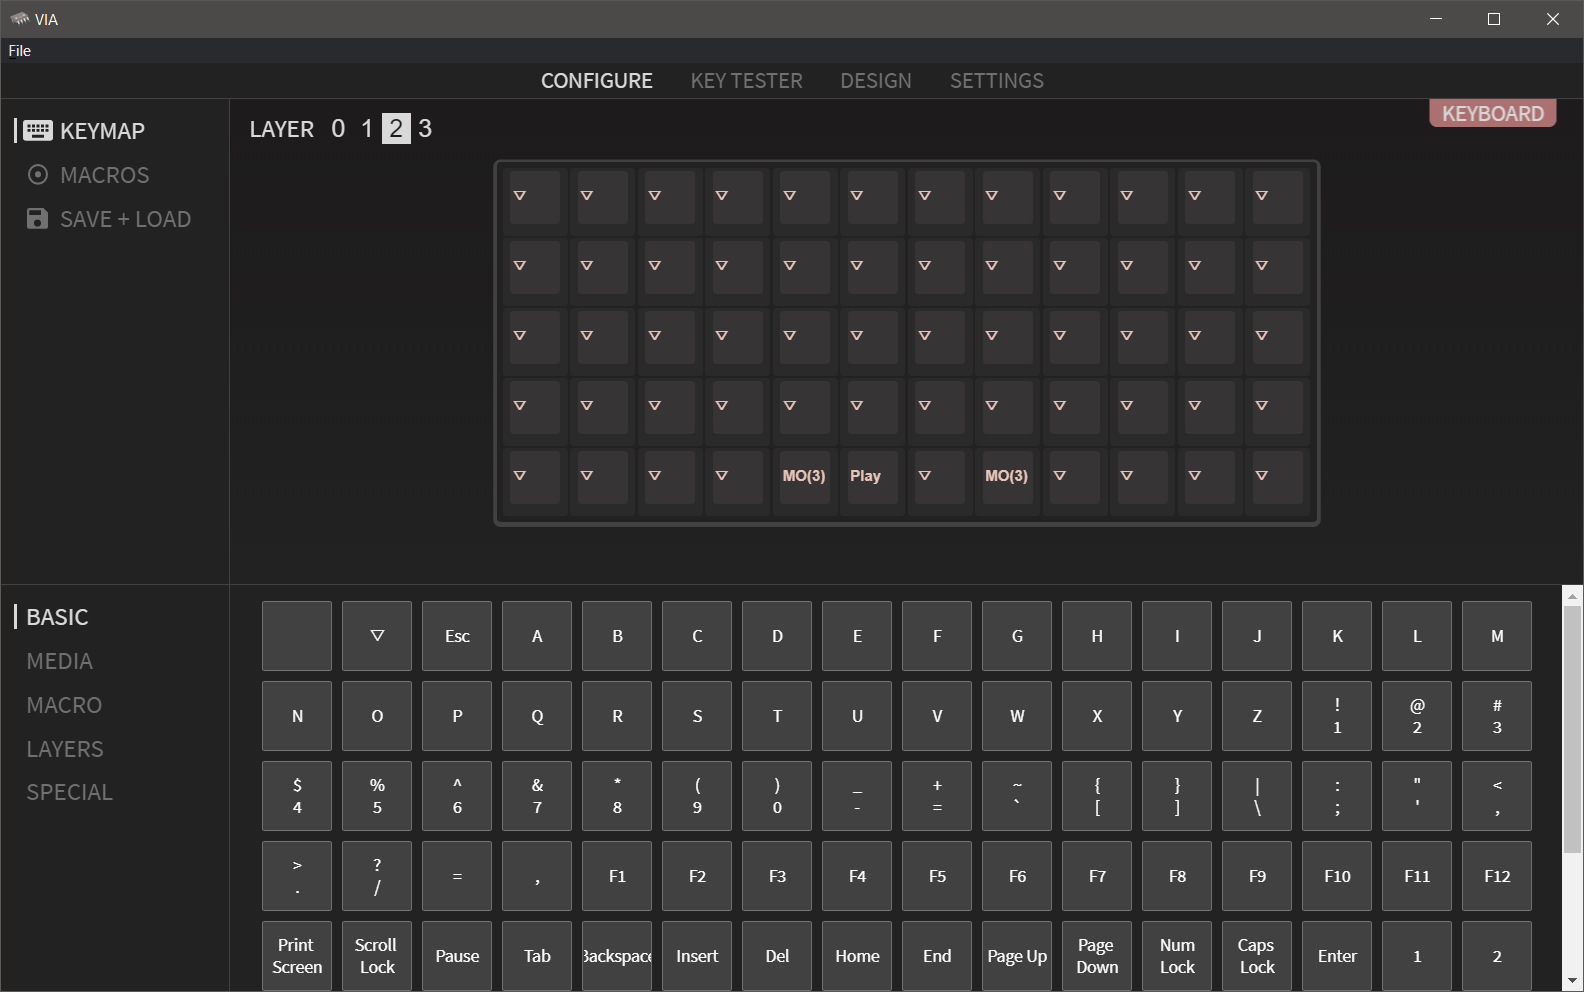 VIA
File
CONFIGURE KEY TESTER DESIGN SETTINGS
KEYMAP
MACROS
SAVE + LOAD
LAYER 0 1 2 3
KEYBOARD
▽ ▽ ▽ ▽ ▽ ▽ ▽ ▽ ▽ ▽ ▽ ▽
▽ ▽ ▽ ▽ ▽ ▽ ▽ ▽ ▽ ▽ ▽ ▽
▽ ▽ ▽ ▽ ▽ ▽ ▽ ▽ ▽ ▽ ▽ ▽
▽ ▽ ▽ ▽ ▽ ▽ ▽ ▽ ▽ ▽ ▽ ▽
▽ ▽ ▽ ▽ MO(3) Play ▽ MO(3) ▽ ▽ ▽ ▽
BASIC
MEDIA
MACRO
LAYERS
SPECIAL
▽ Esc A B C D E F G H I J K L M
N O P Q R S T U V W X Y Z ! @ #
1 2 3
$ % ^ & * ( ) _ + ~ { } | : " <
4 5 6 7 8 9 0 - = ` [ ] \ ; ' ,
> ?
. / = , F1 F2 F3 F4 F5 F6 F7 F8 F9 F10 F11 F12
Print Screen Scroll Lock Pause Tab Backspace Insert Del Home End Page Up Page Down Num Lock Caps Lock Enter 1 2